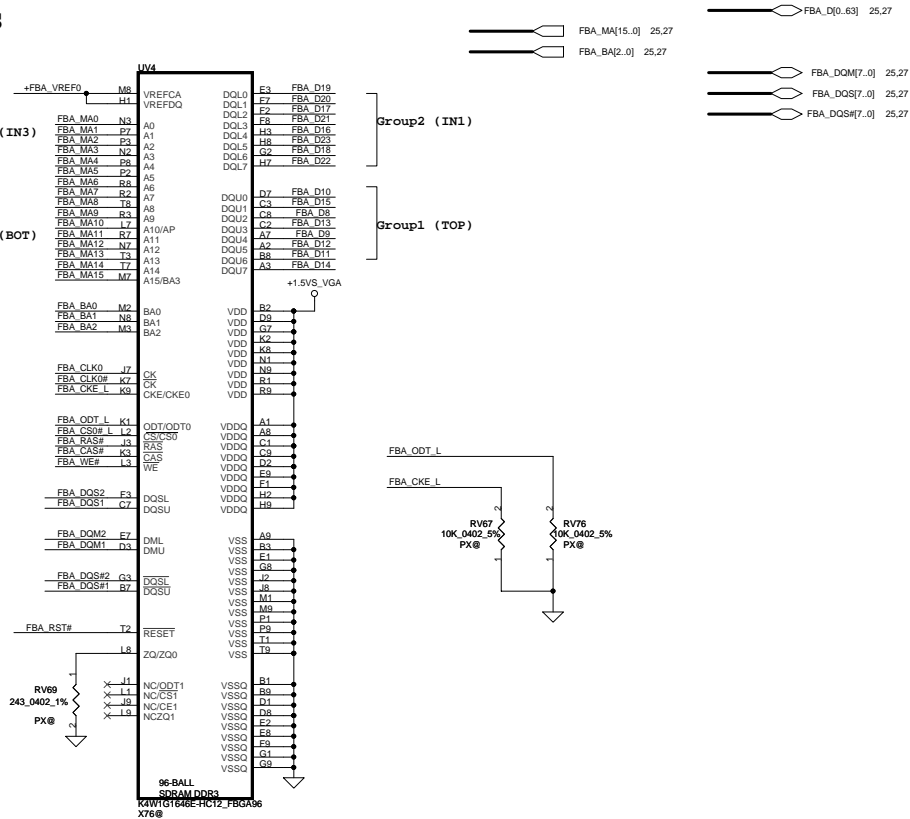 FBA_D[0..63] 25,27
FBA_MA[15..0] 25,27
FBA_BA[2..0] 25,27
FBA_DQM[7..0] 25,27
FBA_DQS[7..0] 25,27
FBA_DQS#[7..0] 25,27
UV4
+FBA_VREF0 M8 VREFCA DQL0 E3 FBA_D19
H1 VREFDQ DQL1 F7 FBA_D20
DQL2 F2 FBA_D17
FBA_MA0 N3 A0 DQL3 F8 FBA_D21
(IN3) FBA_MA1 P7 A1 DQL4 H3 FBA_D16
Group2 (IN1)
FBA_MA2 P3 A2 DQL5 H8 FBA_D23
FBA_MA3 N2 A3 DQL6 G2 FBA_D18
FBA_MA4 P8 A4 DQL7 H7 FBA_D22
FBA_MA5 P2 A5
FBA_MA6 R8 A6
FBA_MA7 R2 A7 DQU0 D7 FBA_D10
FBA_MA8 T8 A8 DQU1 C3 FBA_D15
FBA_MA9 R3 A9 DQU2 C8 FBA_D8
FBA_MA10 L7 A10/AP DQU3 C2 FBA_D13
Group1 (TOP)
(BOT) FBA_MA11 R7 A11 DQU4 A7 FBA_D9
FBA_MA12 N7 A12 DQU5 A2 FBA_D12
FBA_MA13 T3 A13 DQU6 B8 FBA_D11
FBA_MA14 T7 A14 DQU7 A3 FBA_D14
FBA_MA15 M7 A15/BA3
+1.5VS_VGA
FBA_BA0 M2 BA0 VDD B2
FBA_BA1 N8 BA1 VDD D9
FBA_BA2 M3 BA2 VDD G7
VDD K2
VDD K8
VDD N1
FBA_CLK0 J7 CK VDD N9
FBA_CLK0# K7 CK VDD R1
FBA_CKE_L K9 CKE/CKE0 VDD R9
FBA_ODT_L K1 ODT/ODT0 VDDQ A1
FBA_CS0#_L L2 CS/CS0 VDDQ A8
FBA_RAS# J3 RAS VDDQ C1
FBA_CAS# K3 CAS VDDQ C9
FBA_WE# L3 WE VDDQ D2
VDDQ E9
VDDQ F1
FBA_DQS2 F3 DQSL VDDQ H2
FBA_DQS1 C7 DQSU VDDQ H9
FBA_ODT_L
FBA_CKE_L
2 2
RV67 RV76
10K_0402_5% 10K_0402_5%
PX@ PX@
1 1
FBA_DQM2 E7 DML VSS A9
FBA_DQM1 D3 DMU VSS B3
VSS E1
VSS G8
FBA_DQS#2 G3 DQSL VSS J2
FBA_DQS#1 B7 DQSU VSS J8
VSS M1
VSS M9
VSS P1
FBA_RST# T2 RESET VSS P9
VSS T1
L8 ZQ/ZQ0 VSS T9
1
RV69
243_0402_1%
PX@
2
J1 NC/ODT1 VSSQ B1
L1 NC/CS1 VSSQ B9
J9 NC/CE1 VSSQ D1
L9 NCZQ1 VSSQ D8
VSSQ E2
VSSQ E8
VSSQ F9
VSSQ G1
VSSQ G9
96-BALL
SDRAM DDR3
K4W1G1646E-HC12_FBGA96
X76@